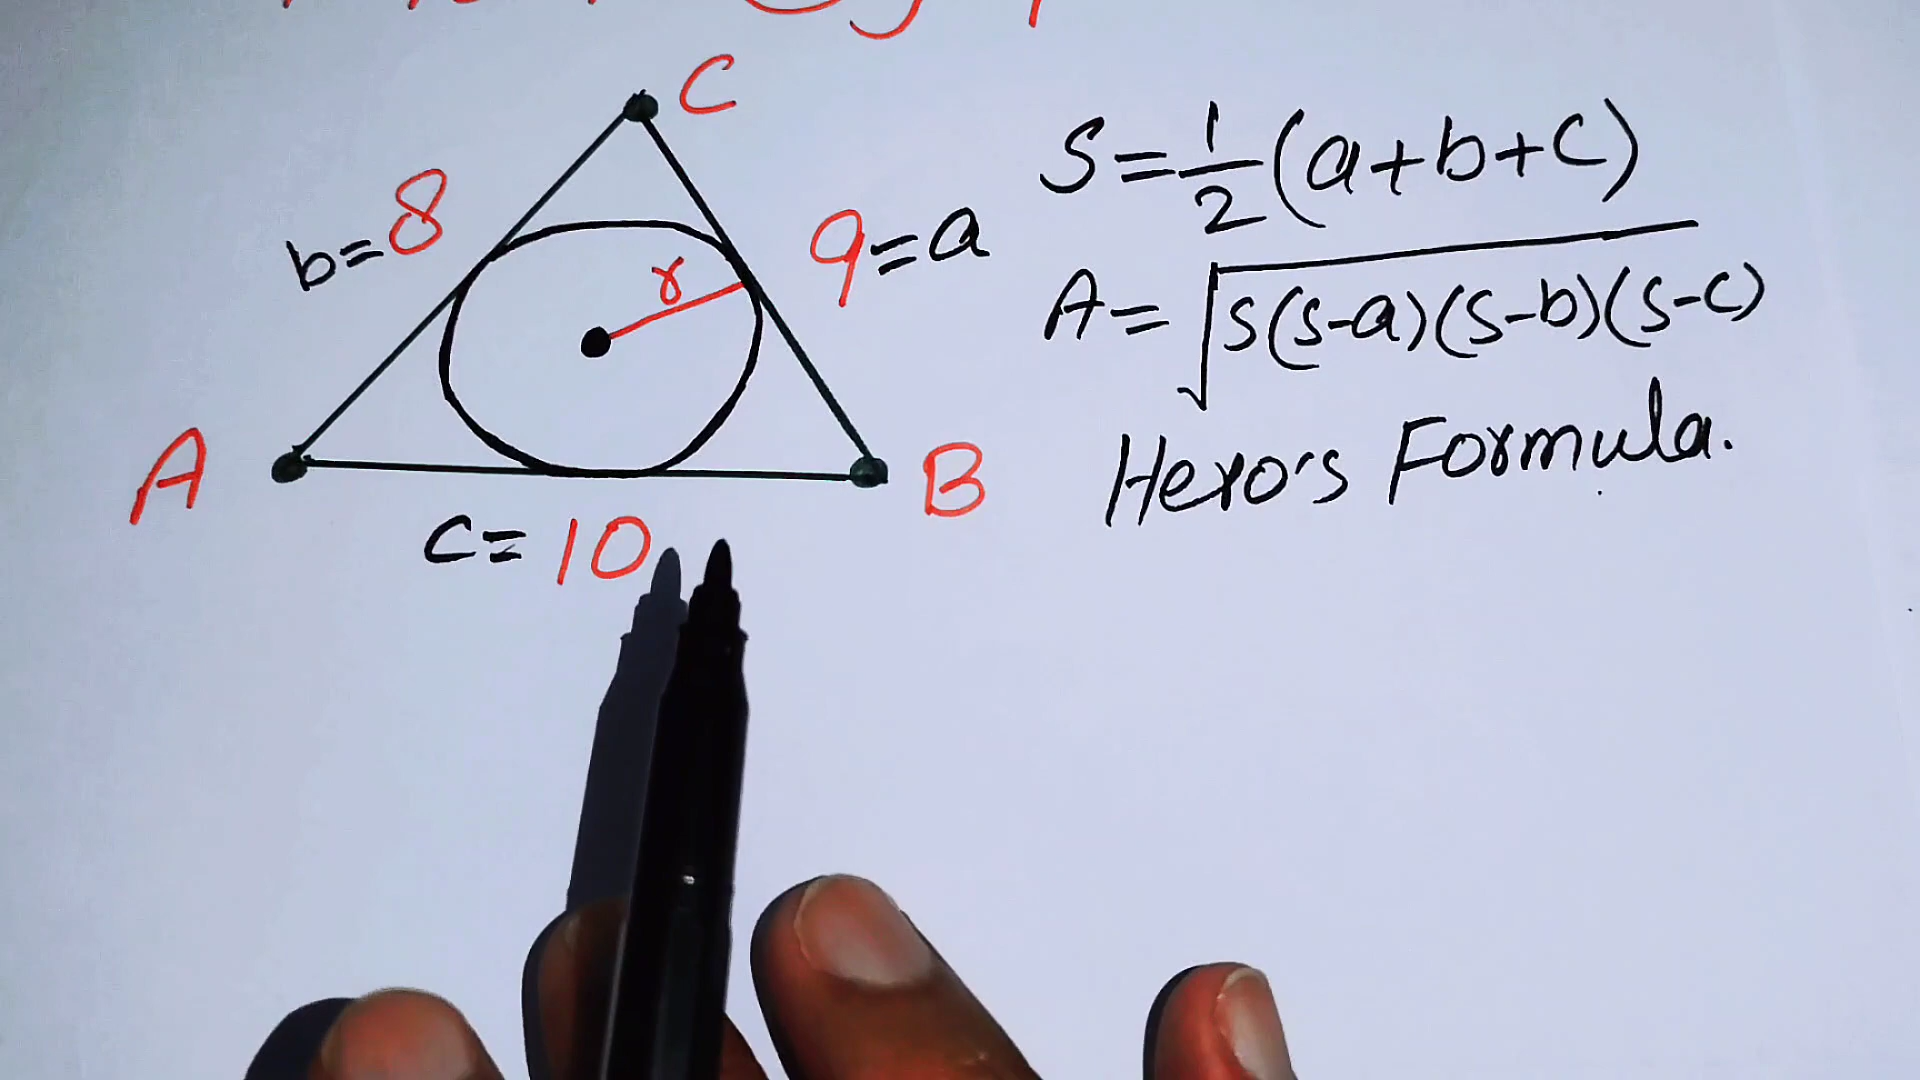 C
b=8
9=a
r
A
B
c=10
S=1/2(a+b+c)
A=√S(S-a)(S-b)(S-c)
Hero's Formula.